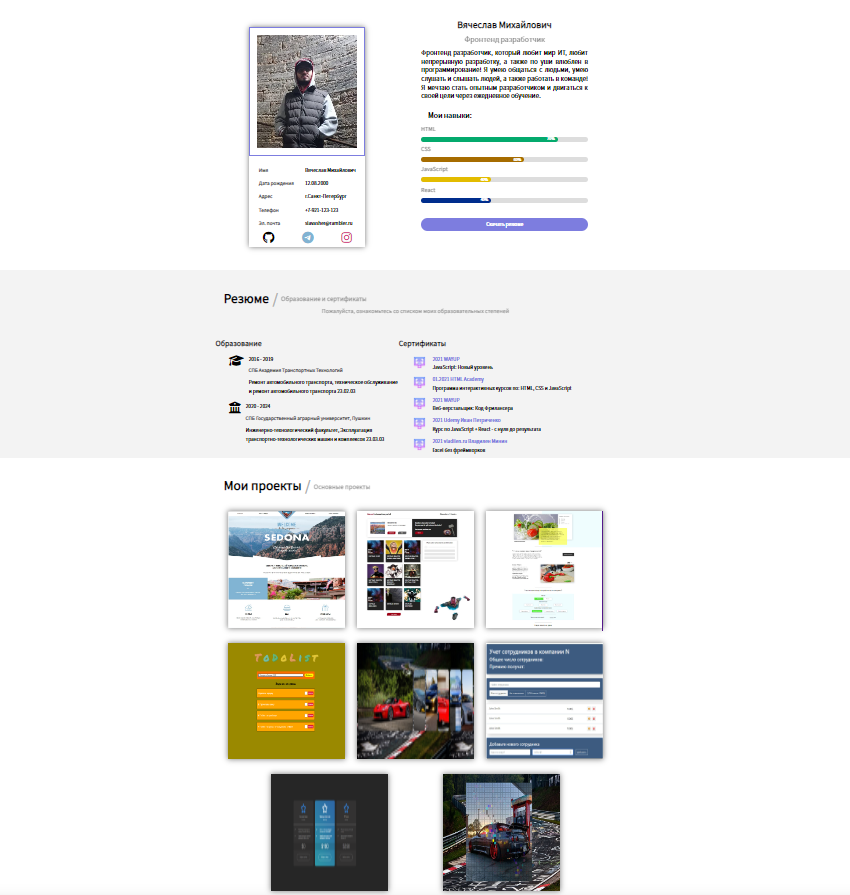 Вячеслав Михайлович
Фронтенд разработчик
Фронтенд разработчик, который любит мир ИТ, любит
непрерывную разработку, а также по уши влюблен в
программирование! Я умею общаться с людьми, умею
слушать и слышать людей, а также работать в команде!
Я мечтаю стать опытным разработчиком и двигаться к
своей цели через ежедневное обучение.
Мои навыки:
HTML
CSS
JavaScript
React
Скачать резюме
Имя Вячеслав Михайлович
Дата рождения 12.08.2000
Адрес г.Санкт-Петербург
Телефон +7-921-123-123
Эл. почта
Резюме / Образование и сертификаты
Пожалуйста, ознакомьтесь со списком моих образовательных степеней
Образование
2016 - 2019
СПБ Академия Транспортных Технологий
Ремонт автомобильного транспорта, техническое обслуживание
и ремонт автомобильного транспорта 23.02.03
2020 - 2024
СПБ Государственный аграрный университет, Пушкин
Инженерно-технологический факультет, Эксплуатация
транспортно-технологических машин и комплексов 23.03.03
Сертификаты
2021 WAYUP
JavaScript: Новый уровень
01.2021 HTML Academy
Программа интерактивных курсов по: HTML, CSS и JavaScript
2021 WAYUP
Веб-верстальщик: Код фрилансера
2021 Udemy Иван Петриченко
Курс по JavaScript + React - с нуля до результата
2021 vladilen.ru Владилен Минин
Excel без фреймворков
Мои проекты / Основные проекты
SEDONA
TODOLIST
Учет сотрудников в компании N
Общее число сотрудников:
Премию получат:
Добавьте нового сотрудника